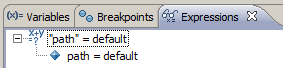 (x)= Variables Breakpoints Expressions
"path" = default
path = default